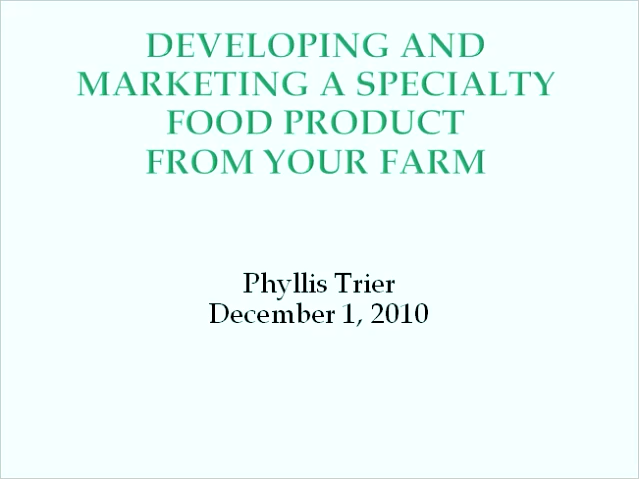 DEVELOPING AND
MARKETING A SPECIALTY
FOOD PRODUCT
FROM YOUR FARM
Phyllis Trier
December 1, 2010